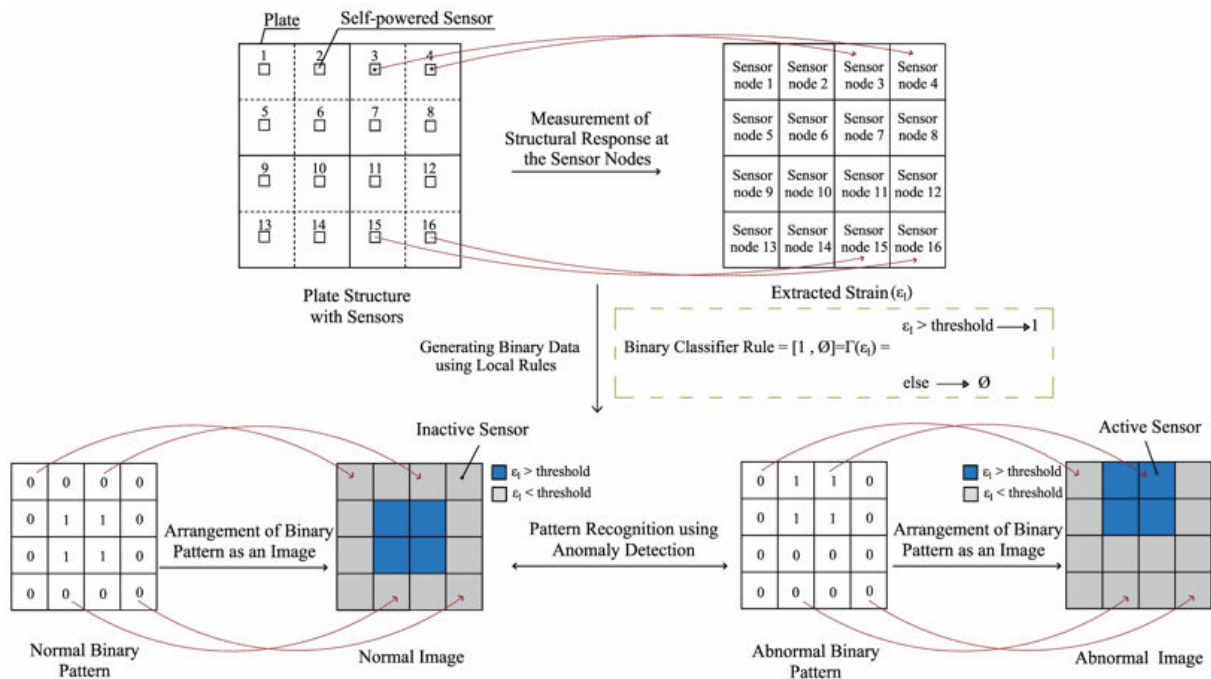 Plate
Self-powered Sensor
1 2 3 4
5 6 7 8
9 10 11 12
13 14 15 16
Plate Structure
with Sensors
Measurement of
Structural Response at
the Sensor Nodes
Sensor Sensor Sensor Sensor
node 1 node 2 node 3 node 4
Sensor Sensor Sensor Sensor
node 5 node 6 node 7 node 8
Sensor Sensor Sensor Sensor
node 9 node 10 node 11 node 12
Sensor Sensor Sensor Sensor
node 13 node 14 node 15 node 16
Extracted Strain (ε₁)
Generating Binary Data
using Local Rules
ε₁ > threshold → 1
Binary Classifier Rule = [1 , Ø]=Γ(ε₁) =
else → Ø
0 0 0 0
0 1 1 0
0 1 1 0
0 0 0 0
Normal Binary
Pattern
Arrangement of Binary
Pattern as an Image
Inactive Sensor
ε₁ > threshold
ε₁ < threshold
Normal Image
Pattern Recognition using
Anomaly Detection
0 1 1 0
0 1 1 0
0 0 0 0
0 0 0 0
Abnormal Binary
Pattern
Arrangement of Binary
Pattern as an Image
Active Sensor
ε₁ > threshold
ε₁ < threshold
Abnormal Image